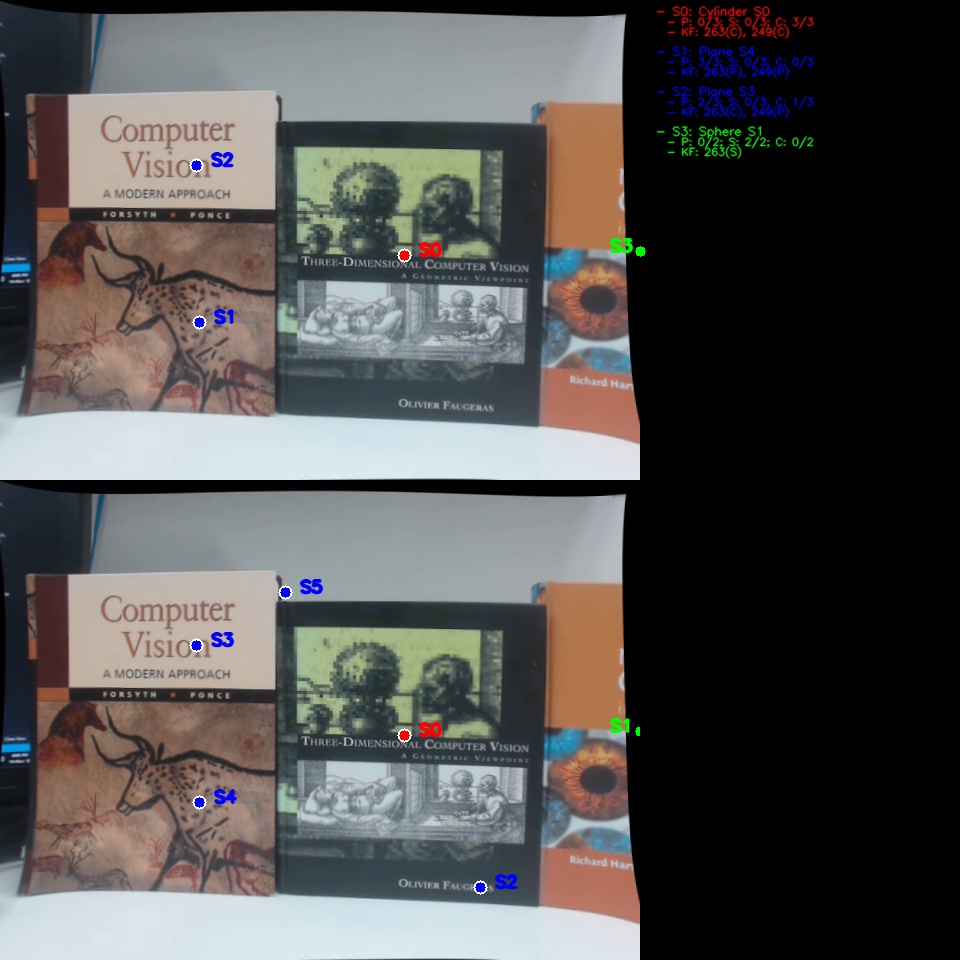 - S0: Cylinder S0
- P: 0/3; S: 0/3; C: 3/3
- KF: 263(C), 249(C)
- S1: Plane S4
- P: 3/3; S: 0/3; C: 0/3
- KF: 263(P), 249(P)
- S2: Plane S3
- P: 2/3; S: 0/3; C: 1/3
- KF: 263(C), 249(P)
- S3: Sphere S1
- P: 0/2; S: 2/2; C: 0/2
- KF: 263(S)
Computer
Vision
S2
A MODERN APPROACH
FORSYTH PONCE
S0
S3
THREE-DIMENSIONAL COMPUTER VISION
A GEOMETRIC VIEWPOINT
S1
Richard Har
OLIVIER FAUGERAS
S5
Computer
Vision
S3
A MODERN APPROACH
FORSYTH PONCE
S0
S1
THREE-DIMENSIONAL COMPUTER VISION
A GEOMETRIC VIEWPOINT
S4
Richard Har
OLIVIER FAUGERAS
S2